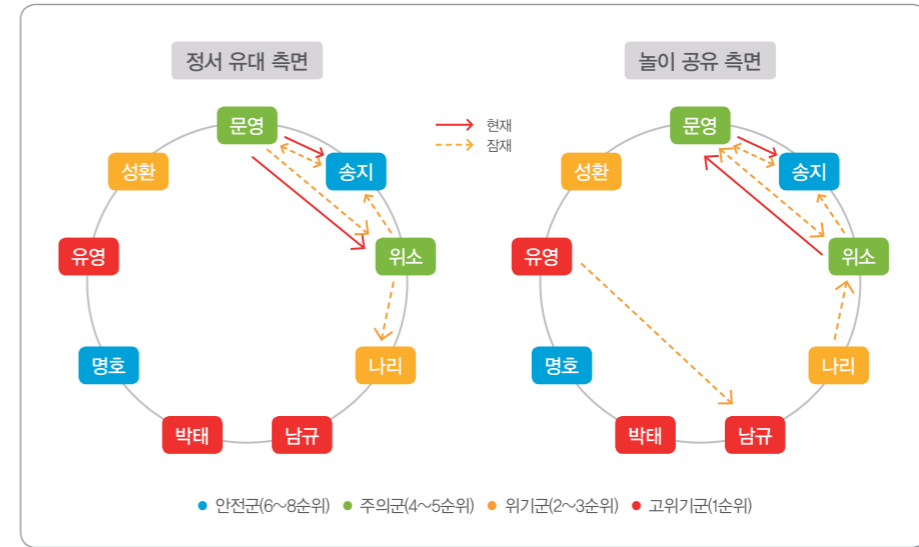 정서 유대 측면
놀이 공유 측면
현재
잠재
문영
송지
위소
나리
남규
박태
명호
유영
성환
문영
송지
위소
나리
남규
박태
명호
유영
성환
안전군(6~8순위) 주의군(4~5순위) 위기군(2~3순위) 고위기군(1순위)